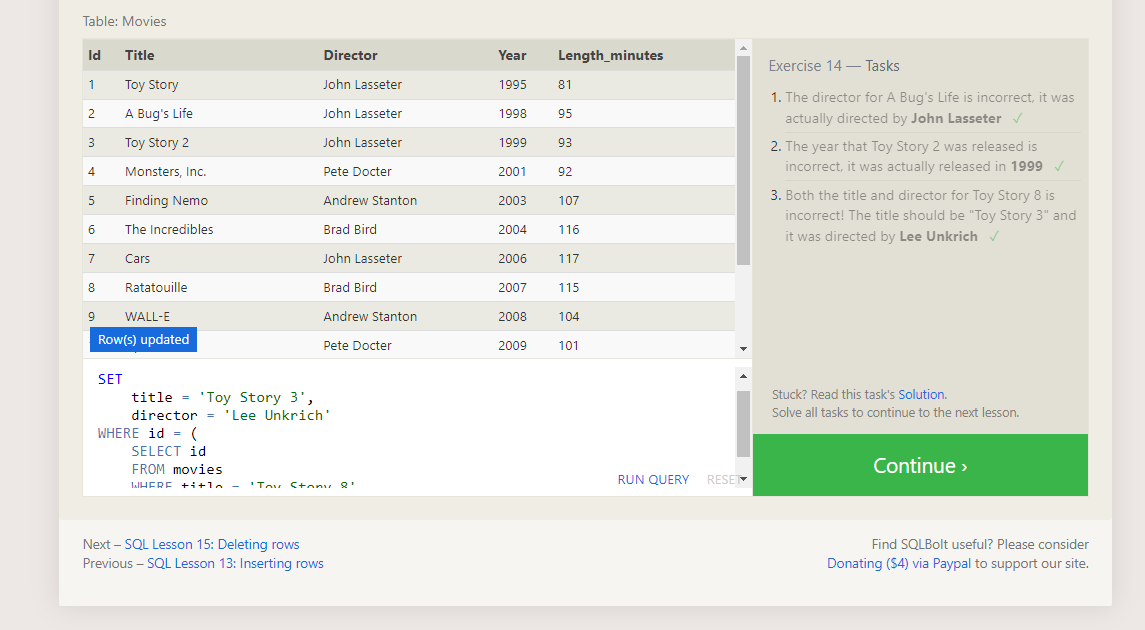 Table: Movies
Id Title Director Year Length_minutes
1 Toy Story John Lasseter 1995 81
2 A Bug's Life John Lasseter 1998 95
3 Toy Story 2 John Lasseter 1999 93
4 Monsters, Inc. Pete Docter 2001 92
5 Finding Nemo Andrew Stanton 2003 107
6 The Incredibles Brad Bird 2004 116
7 Cars John Lasseter 2006 117
8 Ratatouille Brad Bird 2007 115
9 WALL-E Andrew Stanton 2008 104
Pete Docter 2009 101
Row(s) updated
SET
title = 'Toy Story 3',
director = 'Lee Unkrich'
WHERE id = (
SELECT id
FROM movies
WHERE title = 'Toy Story 8'
RUN QUERY RESET
Exercise 14 — Tasks
1. The director for A Bug's Life is incorrect, it was
actually directed by John Lasseter ✓
2. The year that Toy Story 2 was released is
incorrect, it was actually released in 1999 ✓
3. Both the title and director for Toy Story 8 is
incorrect! The title should be "Toy Story 3" and
it was directed by Lee Unkrich ✓
Stuck? Read this task's Solution.
Solve all tasks to continue to the next lesson.
Continue ›
Next – SQL Lesson 15: Deleting rows
Previous – SQL Lesson 13: Inserting rows
Find SQLBolt useful? Please consider
Donating ($4) via Paypal to support our site.